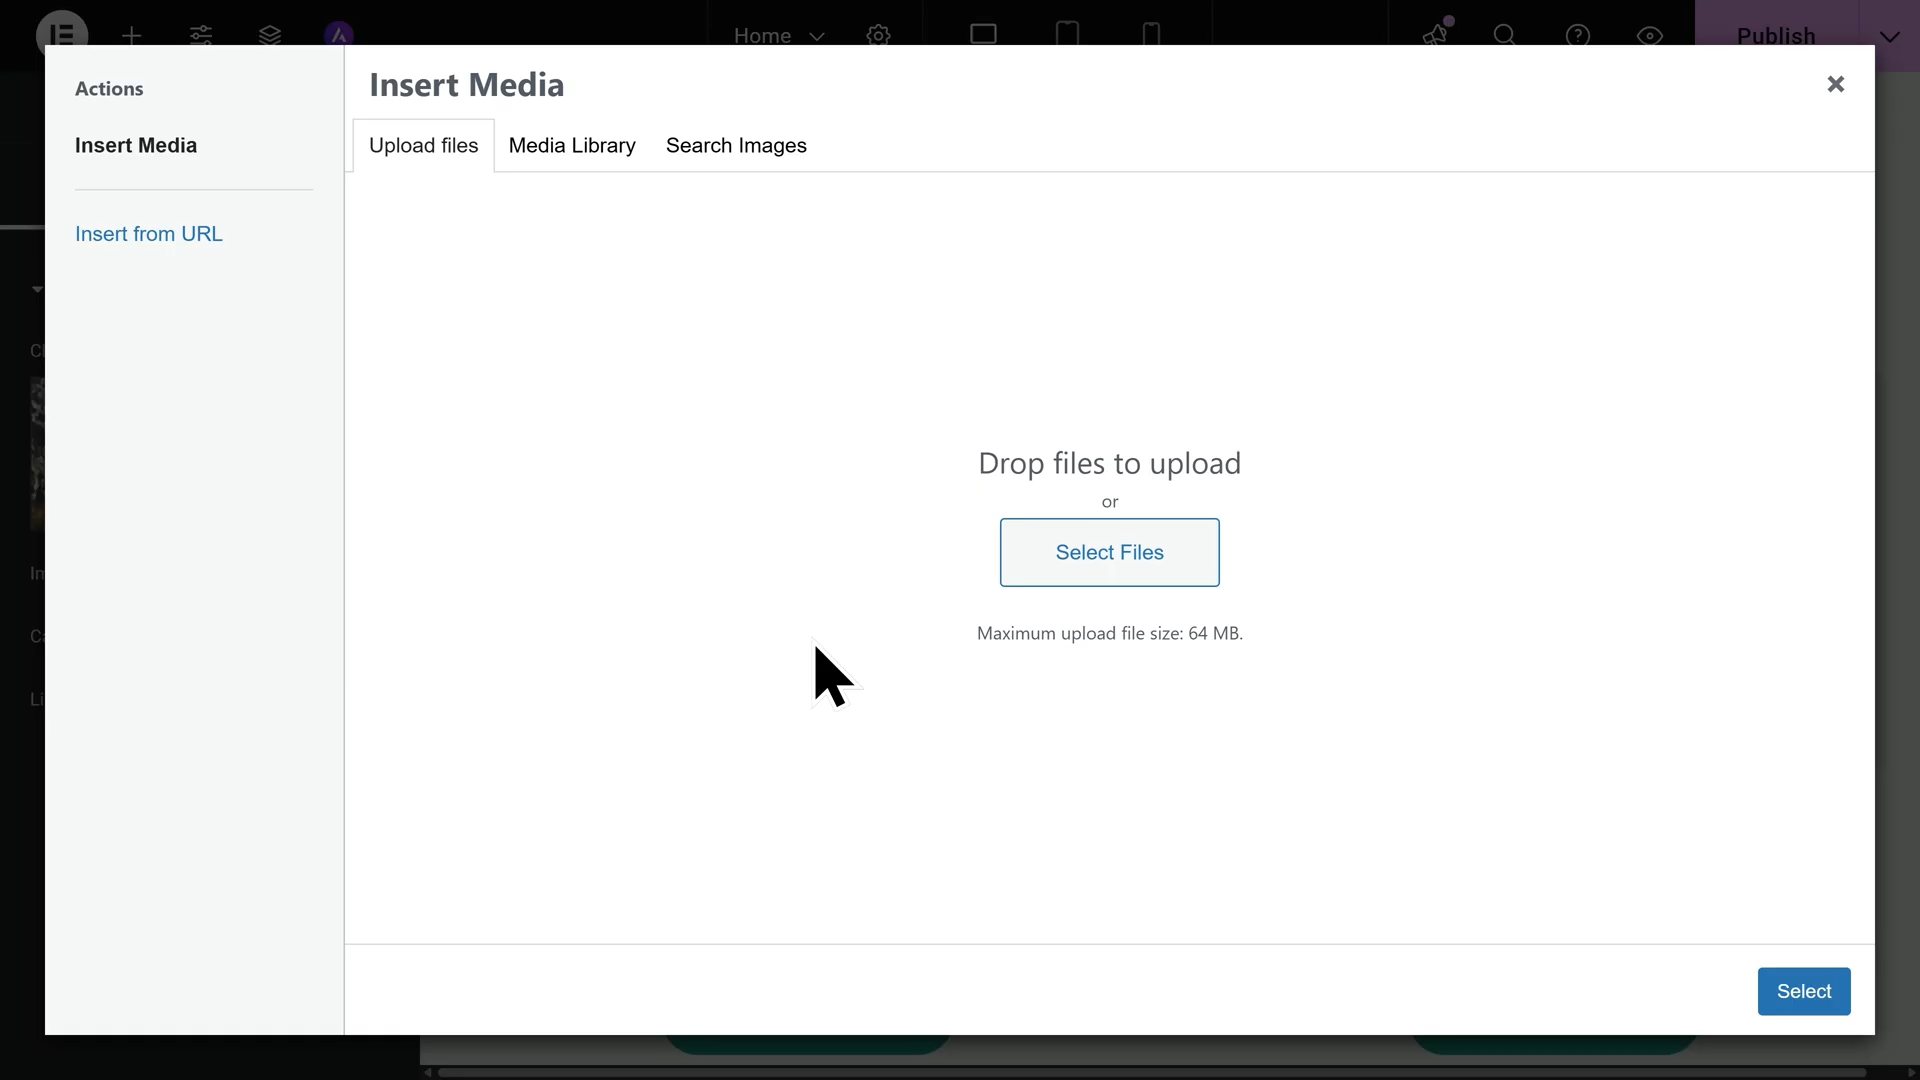 Home
Publish
Actions
Insert Media
Insert from URL
Insert Media
Upload files
Media Library
Search Images
Drop files to upload
or
Select Files
Maximum upload file size: 64 MB.
Select